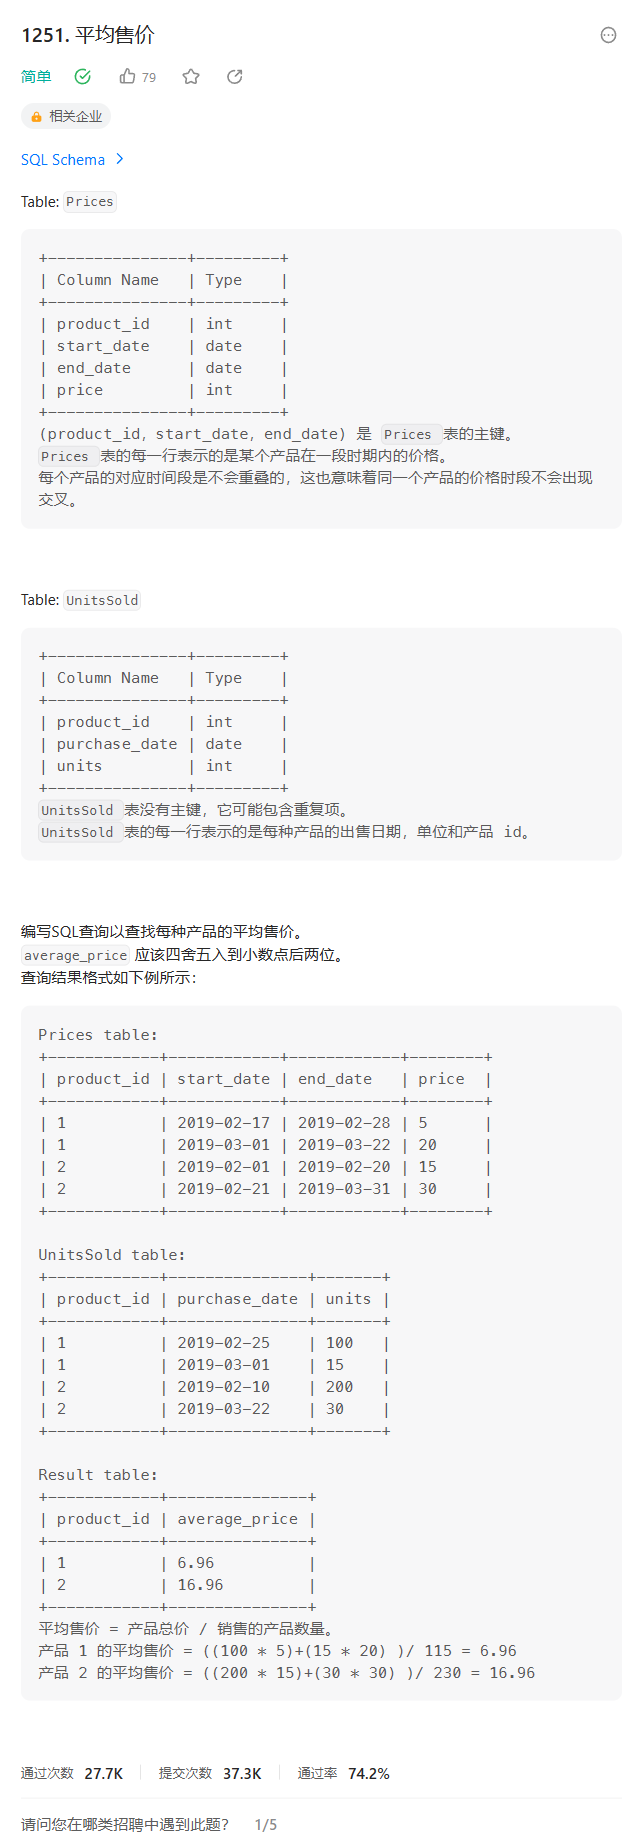 1251. 平均售价
简单 79
相关企业
SQL Schema
Table: Prices
+---------------+---------+
| Column Name   | Type    |
+---------------+---------+
| product_id    | int     |
| start_date    | date    |
| end_date      | date    |
| price         | int     |
+---------------+---------+
(product_id，start_date，end_date) 是 Prices 表的主键。
Prices 表的每一行表示的是某个产品在一段时期内的价格。
每个产品的对应时间段是不会重叠的，这也意味着同一个产品的价格时段不会出现
交叉。
Table: UnitsSold
+---------------+---------+
| Column Name   | Type    |
+---------------+---------+
| product_id    | int     |
| purchase_date | date    |
| units         | int     |
+---------------+---------+
UnitsSold 表没有主键，它可能包含重复项。
UnitsSold 表的每一行表示的是每种产品的出售日期，单位和产品 id。
编写SQL查询以查找每种产品的平均售价。
average_price 应该四舍五入到小数点后两位。
查询结果格式如下例所示：
Prices table:
+------------+------------+------------+--------+
| product_id | start_date | end_date   | price  |
+------------+------------+------------+--------+
| 1          | 2019-02-17 | 2019-02-28 | 5      |
| 1          | 2019-03-01 | 2019-03-22 | 20     |
| 2          | 2019-02-01 | 2019-02-20 | 15     |
| 2          | 2019-02-21 | 2019-03-31 | 30     |
+------------+------------+------------+--------+
UnitsSold table:
+------------+---------------+-------+
| product_id | purchase_date | units |
+------------+---------------+-------+
| 1          | 2019-02-25    | 100   |
| 1          | 2019-03-01    | 15    |
| 2          | 2019-02-10    | 200   |
| 2          | 2019-03-22    | 30    |
+------------+---------------+-------+
Result table:
+------------+---------------+
| product_id | average_price |
+------------+---------------+
| 1          | 6.96          |
| 2          | 16.96         |
+------------+---------------+
平均售价 = 产品总价 / 销售的产品数量。
产品 1 的平均售价 = ((100 * 5)+(15 * 20) )/ 115 = 6.96
产品 2 的平均售价 = ((200 * 15)+(30 * 30) )/ 230 = 16.96
通过次数 27.7K 提交次数 37.3K 通过率 74.2%
请问您在哪类招聘中遇到此题？ 1/5